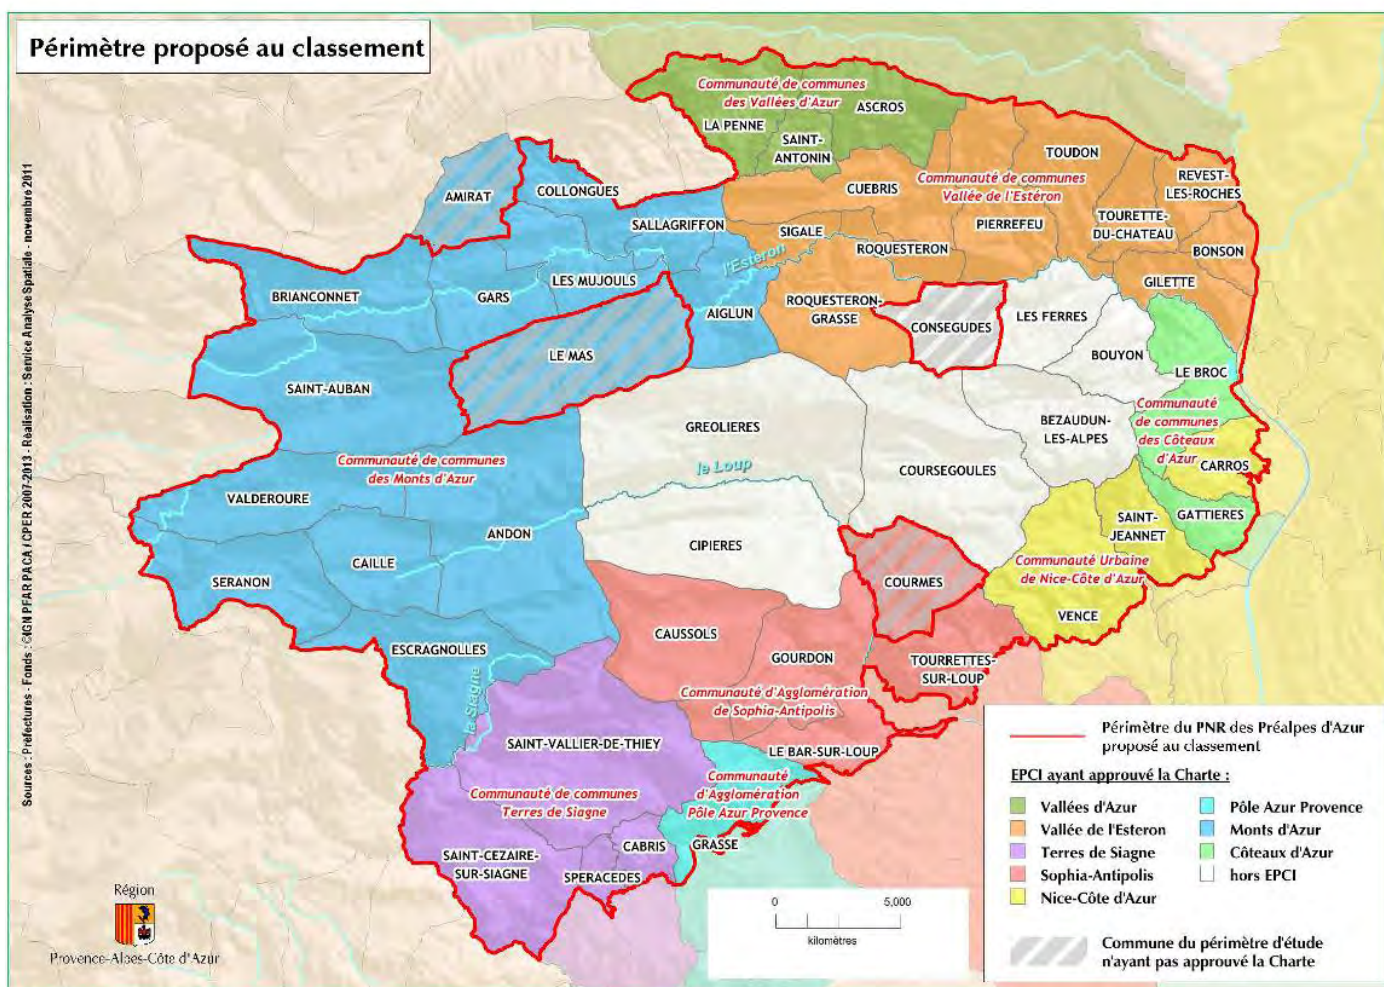 Périmètre proposé au classement
Communauté de communes
des Vallées d'Azur
ASCROS
LA PENNE
SAINT-
ANTONIN
TOUDON
REVEST-
LES-ROCHES
AMIRAT
COLLONGUES
CUEBRIS
Communauté de communes
Vallée de l'Estéron
SALLAGRIFFON
SIGALE
PIERREFEU
TOURETTE-
DU-CHATEAU
ROQUESTERON
BONSON
l'Esteron
LES MUJOULS
GILETTE
BRIANCONNET
GARS
AIGLUN
ROQUESTERON-
GRASSE
CONSEGUDES
LES FERRES
LE MAS
BOUYON
LE BROC
SAINT-AUBAN
Communauté
de communes
des Côteaux
d'Azur
GREOLIERES
BEZAUDUN-
LES-ALPES
Communauté de communes
des Monts d'Azur
le Loup
COURSEGOULES
CARROS
VALDEROURE
GATTIERES
ANDON
SAINT-
JEANNET
CIPIERES
CAILLE
Communauté Urbaine
de Nice-Côte d'Azur
SERANON
COURMES
VENCE
CAUSSOLS
ESCRAGNOLLES
GOURDON
TOURRETTES-
SUR-LOUP
la Siagne
Communauté d'Agglomération
de Sophia-Antipolis
SAINT-VALLIER-DE-THIEY
LE BAR-SUR-LOUP
Communauté de communes
Terres de Siagne
Communauté
d'Agglomération
Pôle Azur Provence
CABRIS
GRASSE
SAINT-CEZAIRE-
SUR-SIAGNE
SPERACEDES
Sources : Préfectures - Fonds : ©IGN PFAR PACA / CPER 2007-2013 - Réalisation : Service Analyse Spatiale - novembre 2011
Région
Provence-Alpes-Côte d'Azur
0 5,000
kilomètres
Périmètre du PNR des Préalpes d'Azur
proposé au classement
EPCI ayant approuvé la Charte :
Vallées d'Azur
Vallée de l'Esteron
Terres de Siagne
Sophia-Antipolis
Nice-Côte d'Azur
Pôle Azur Provence
Monts d'Azur
Côteaux d'Azur
hors EPCI
Commune du périmètre d'étude
n'ayant pas approuvé la Charte